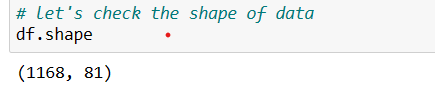 # let's check the shape of data
df.shape
(1168, 81)